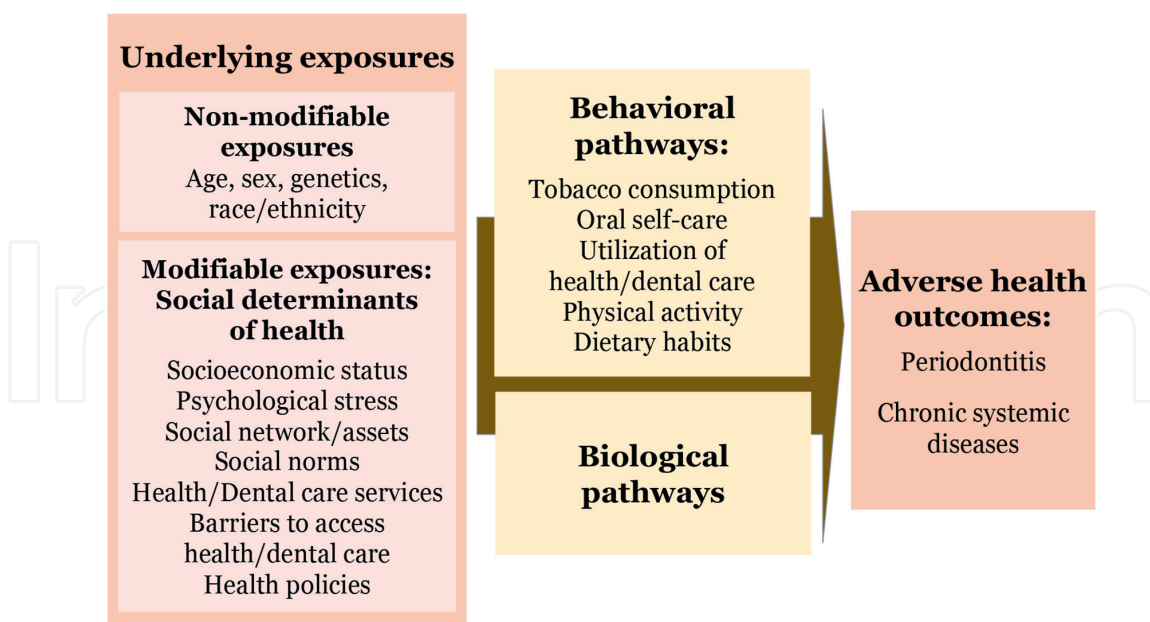 Underlying exposures
Non-modifiable
exposures
Age, sex, genetics,
race/ethnicity
Modifiable exposures:
Social determinants
of health
Socioeconomic status
Psychological stress
Social network/assets
Social norms
Health/Dental care services
Barriers to access
health/dental care
Health policies
Behavioral
pathways:
Tobacco consumption
Oral self-care
Utilization of
health/dental care
Physical activity
Dietary habits
Biological
pathways
Adverse health
outcomes:
Periodontitis
Chronic systemic
diseases